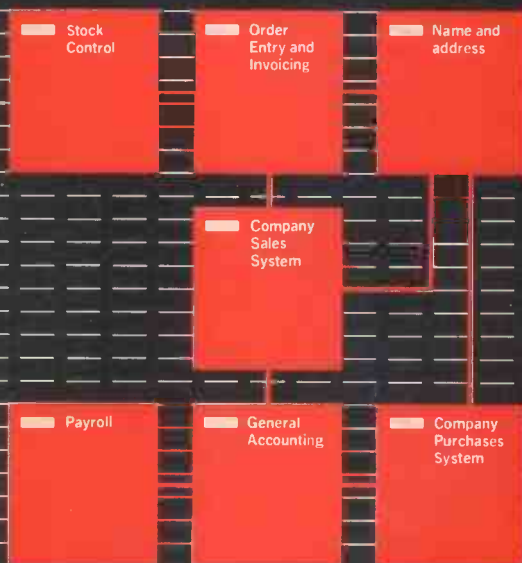 Stock
Control
Order
Entry and
Invoicing
Name and
address
Company
Sales
System
Payroll
General
Accounting
Company
Purchases
System